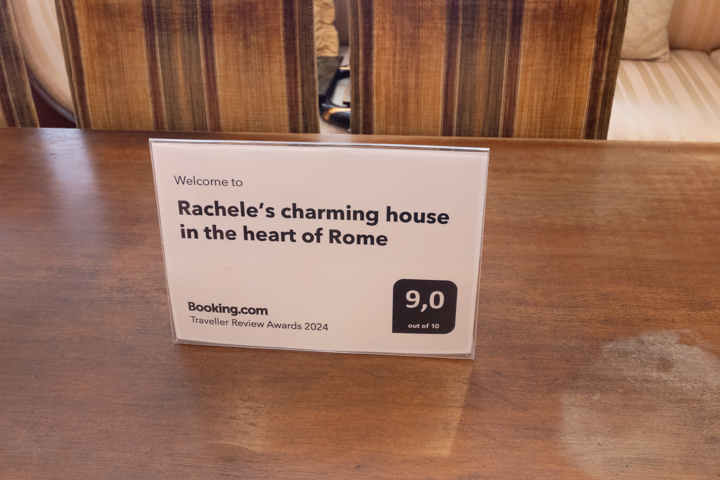 Welcome to
Rachele's charming house
in the heart of Rome
Booking.com
Traveller Review Awards 2024
9,0
out of 10